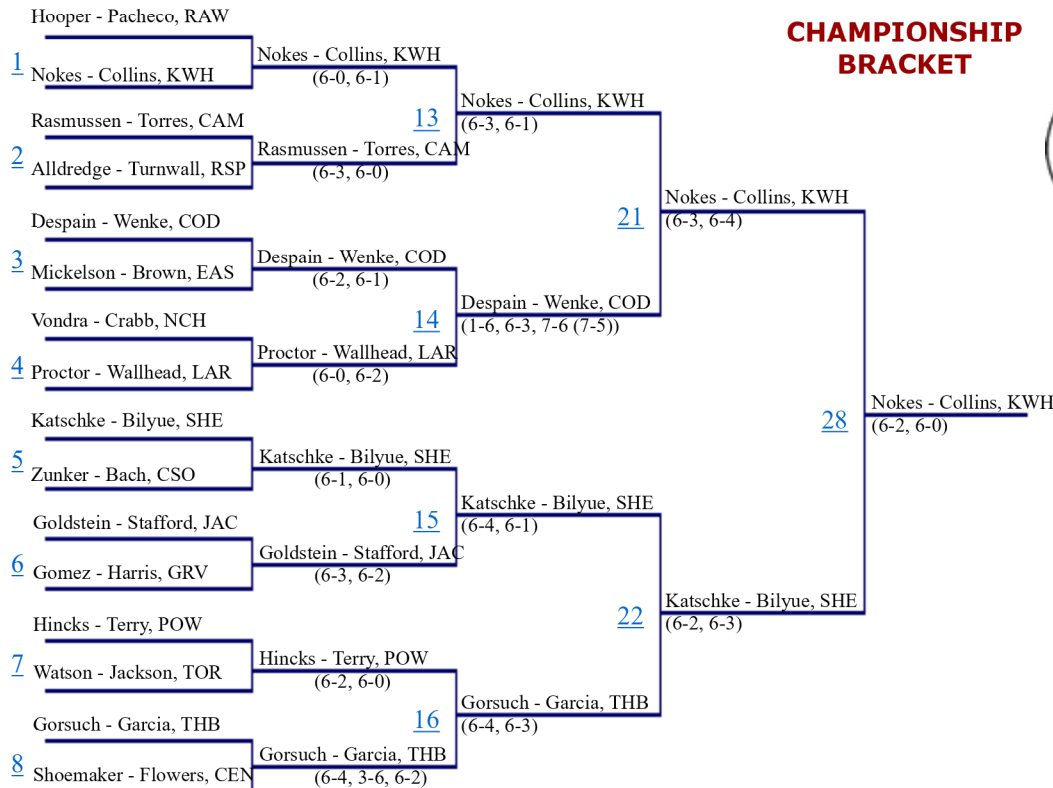 CHAMPIONSHIP
BRACKET
Hooper - Pacheco, RAW
1
Nokes - Collins, KWH
Rasmussen - Torres, CAM
2
Alldredge - Turnwall, RSP
Despain - Wenke, COD
3
Mickelson - Brown, EAS
Vondra - Crabb, NCH
4
Proctor - Wallhead, LAR
Katschke - Bilyue, SHE
5
Zunker - Bach, CSO
Goldstein - Stafford, JAC
6
Gomez - Harris, GRV
Hincks - Terry, POW
7
Watson - Jackson, TOR
Gorsuch - Garcia, THB
8
Shoemaker - Flowers, CEN
Nokes - Collins, KWH
(6-0, 6-1)
13
Rasmussen - Torres, CAM
(6-3, 6-0)
Despain - Wenke, COD
(6-2, 6-1)
14
Proctor - Wallhead, LAR
(6-0, 6-2)
Katschke - Bilyue, SHE
(6-1, 6-0)
15
Goldstein - Stafford, JAC
(6-3, 6-2)
Hincks - Terry, POW
(6-2, 6-0)
16
Gorsuch - Garcia, THB
(6-4, 3-6, 6-2)
Nokes - Collins, KWH
(6-3, 6-1)
21
Despain - Wenke, COD
(1-6, 6-3, 7-6 (7-5))
Katschke - Bilyue, SHE
(6-4, 6-1)
22
Gorsuch - Garcia, THB
(6-4, 6-3)
Nokes - Collins, KWH
(6-3, 6-4)
28
Katschke - Bilyue, SHE
(6-2, 6-3)
Nokes - Collins, KWH
(6-2, 6-0)